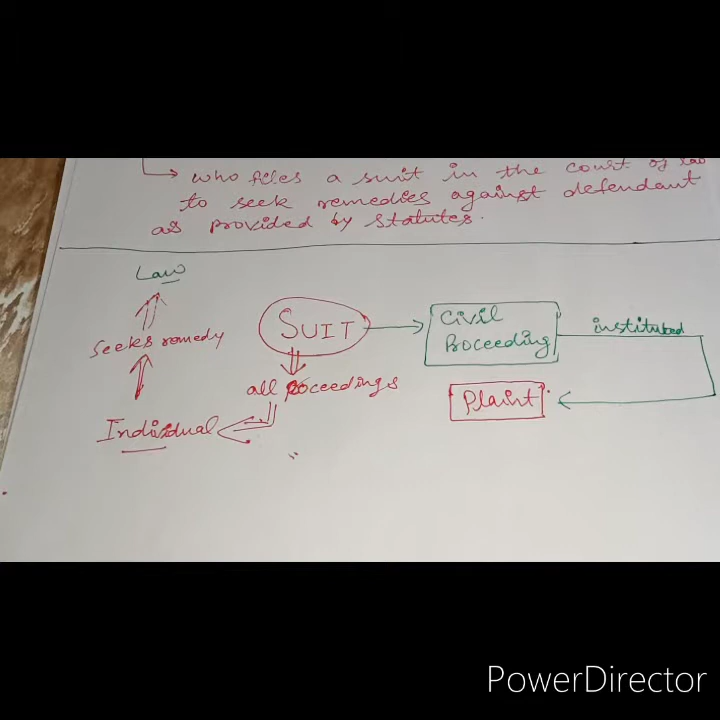 who files a suit in the court of law
to seek remedies against defendant
as provided by statutes.
Law
Seeks remedy
Individual
SUIT
all proceedings
Civil
Proceeding
instituted
Plaint
PowerDirector